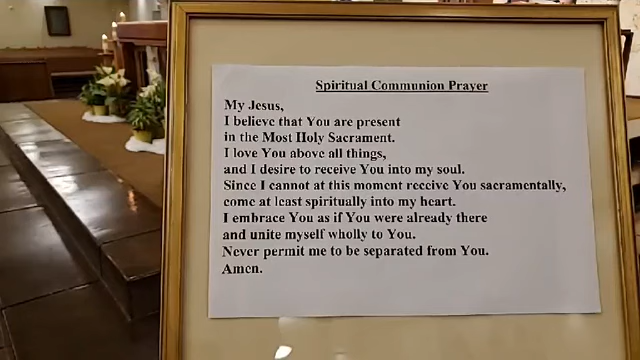 Spiritual Communion Prayer
My Jesus,
I believe that You are present
in the Most Holy Sacrament.
I love You above all things,
and I desire to receive You into my soul.
Since I cannot at this moment receive You sacramentally,
come at least spiritually into my heart.
I embrace You as if You were already there
and unite myself wholly to You.
Never permit me to be separated from You.
Amen.